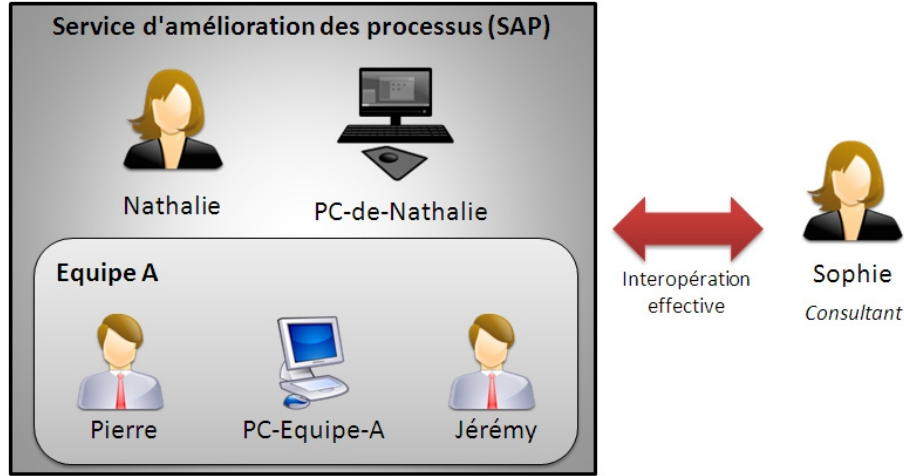 Service d'amélioration des processus (SAP)
Nathalie
PC-de-Nathalie
Equipe A
Pierre
PC-Equipe-A
Jérémy
Interopération
effective
Sophie
Consultant